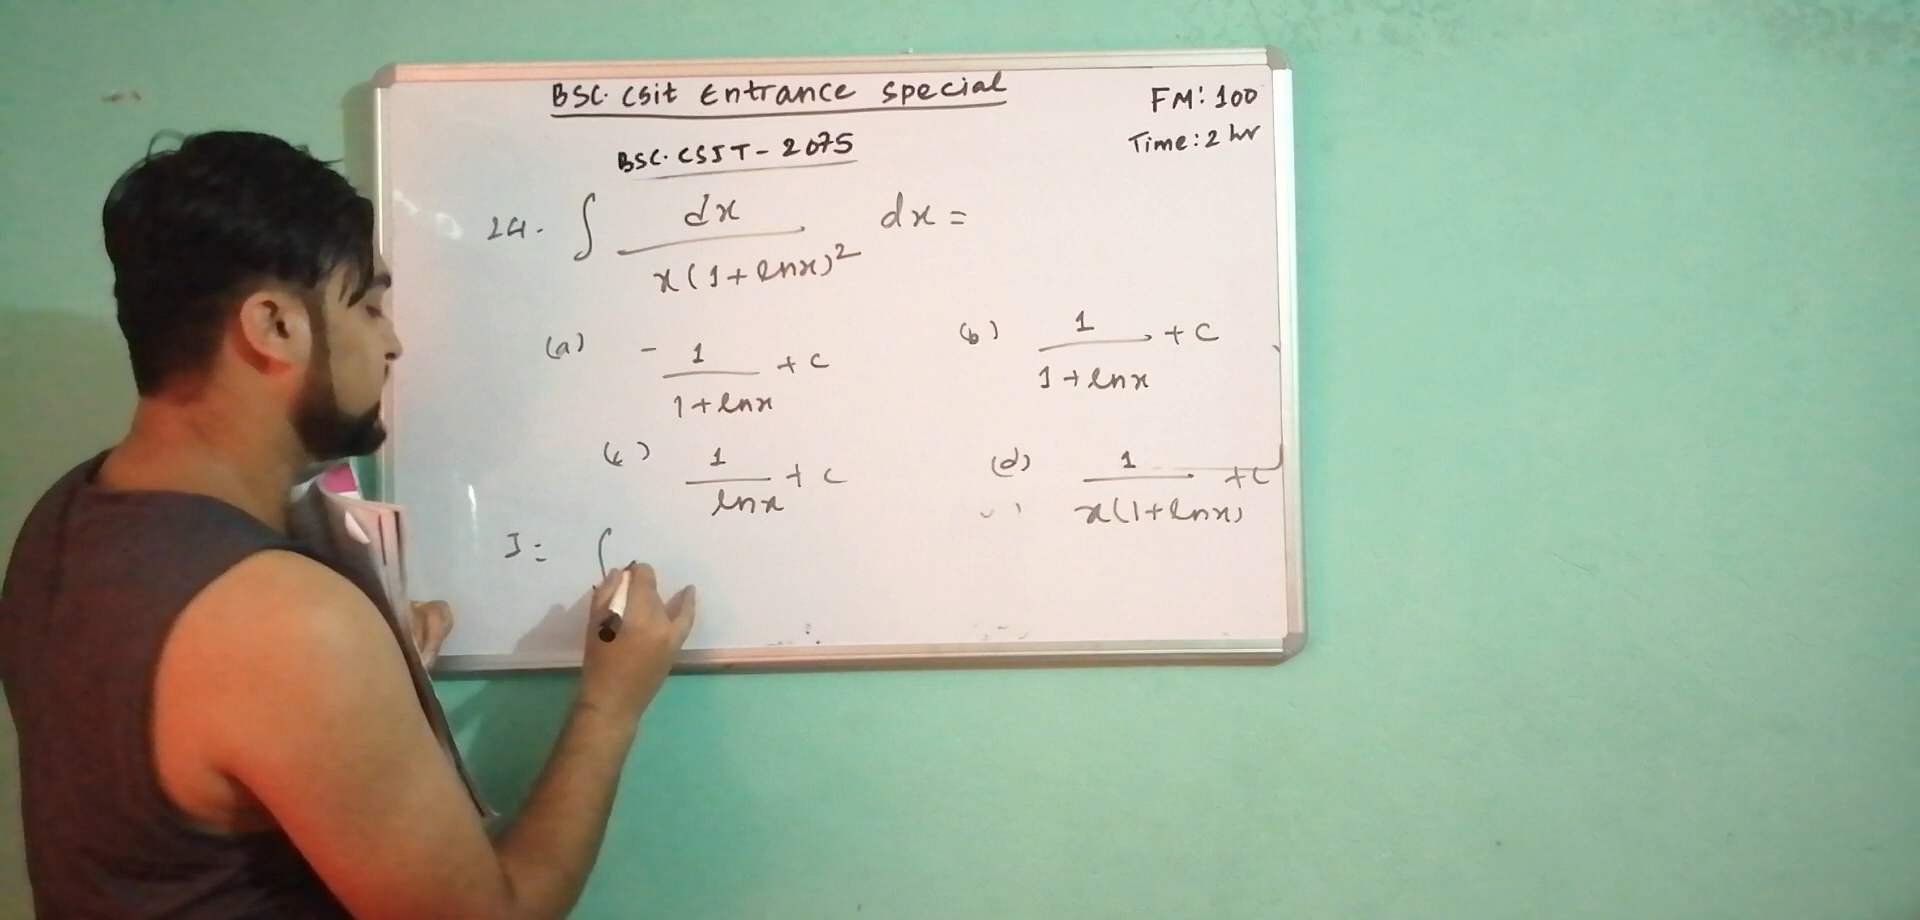 BSC. CSit Entrance Special
FM: 100
Time: 2 hr
BSC. CSIT - 2075
24. ∫ dx / x(1+lnx)² dx =
(a) - 1 / 1+lnx + c
(b) 1 / 1+lnx + C
(c) 1 / lnx + c
(d) 1 / x(1+lnx) + C
I = ∫